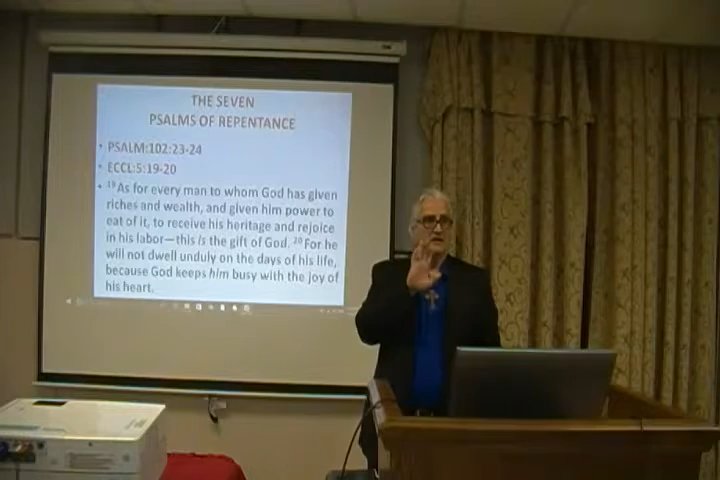 THE SEVEN
PSALMS OF REPENTANCE
• PSALM:102:23-24
• ECCL:5:19-20
• 19 As for every man to whom God has given
riches and wealth, and given him power to
eat of it, to receive his heritage and rejoice
in his labor—this is the gift of God. 20 For he
will not dwell unduly on the days of his life,
because God keeps him busy with the joy of
his heart.